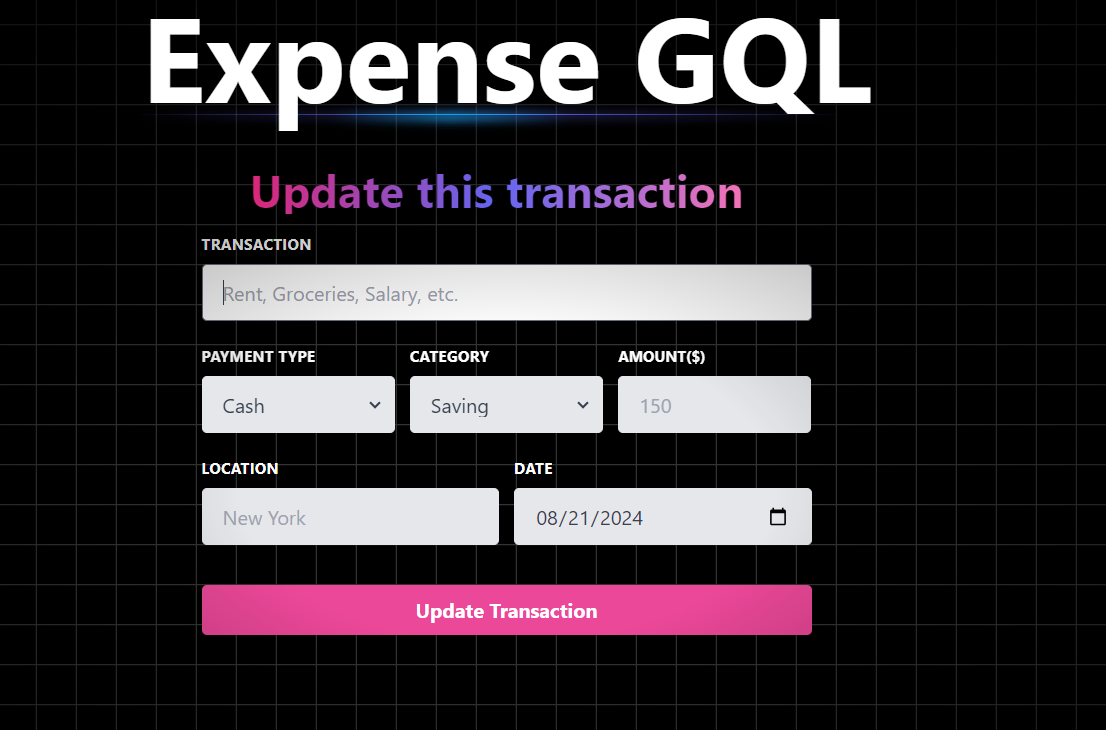 Expense GQL
Update this transaction
TRANSACTION
Rent, Groceries, Salary, etc.
PAYMENT TYPE CATEGORY AMOUNT($)
Cash Saving 150
LOCATION DATE
New York 08/21/2024
Update Transaction